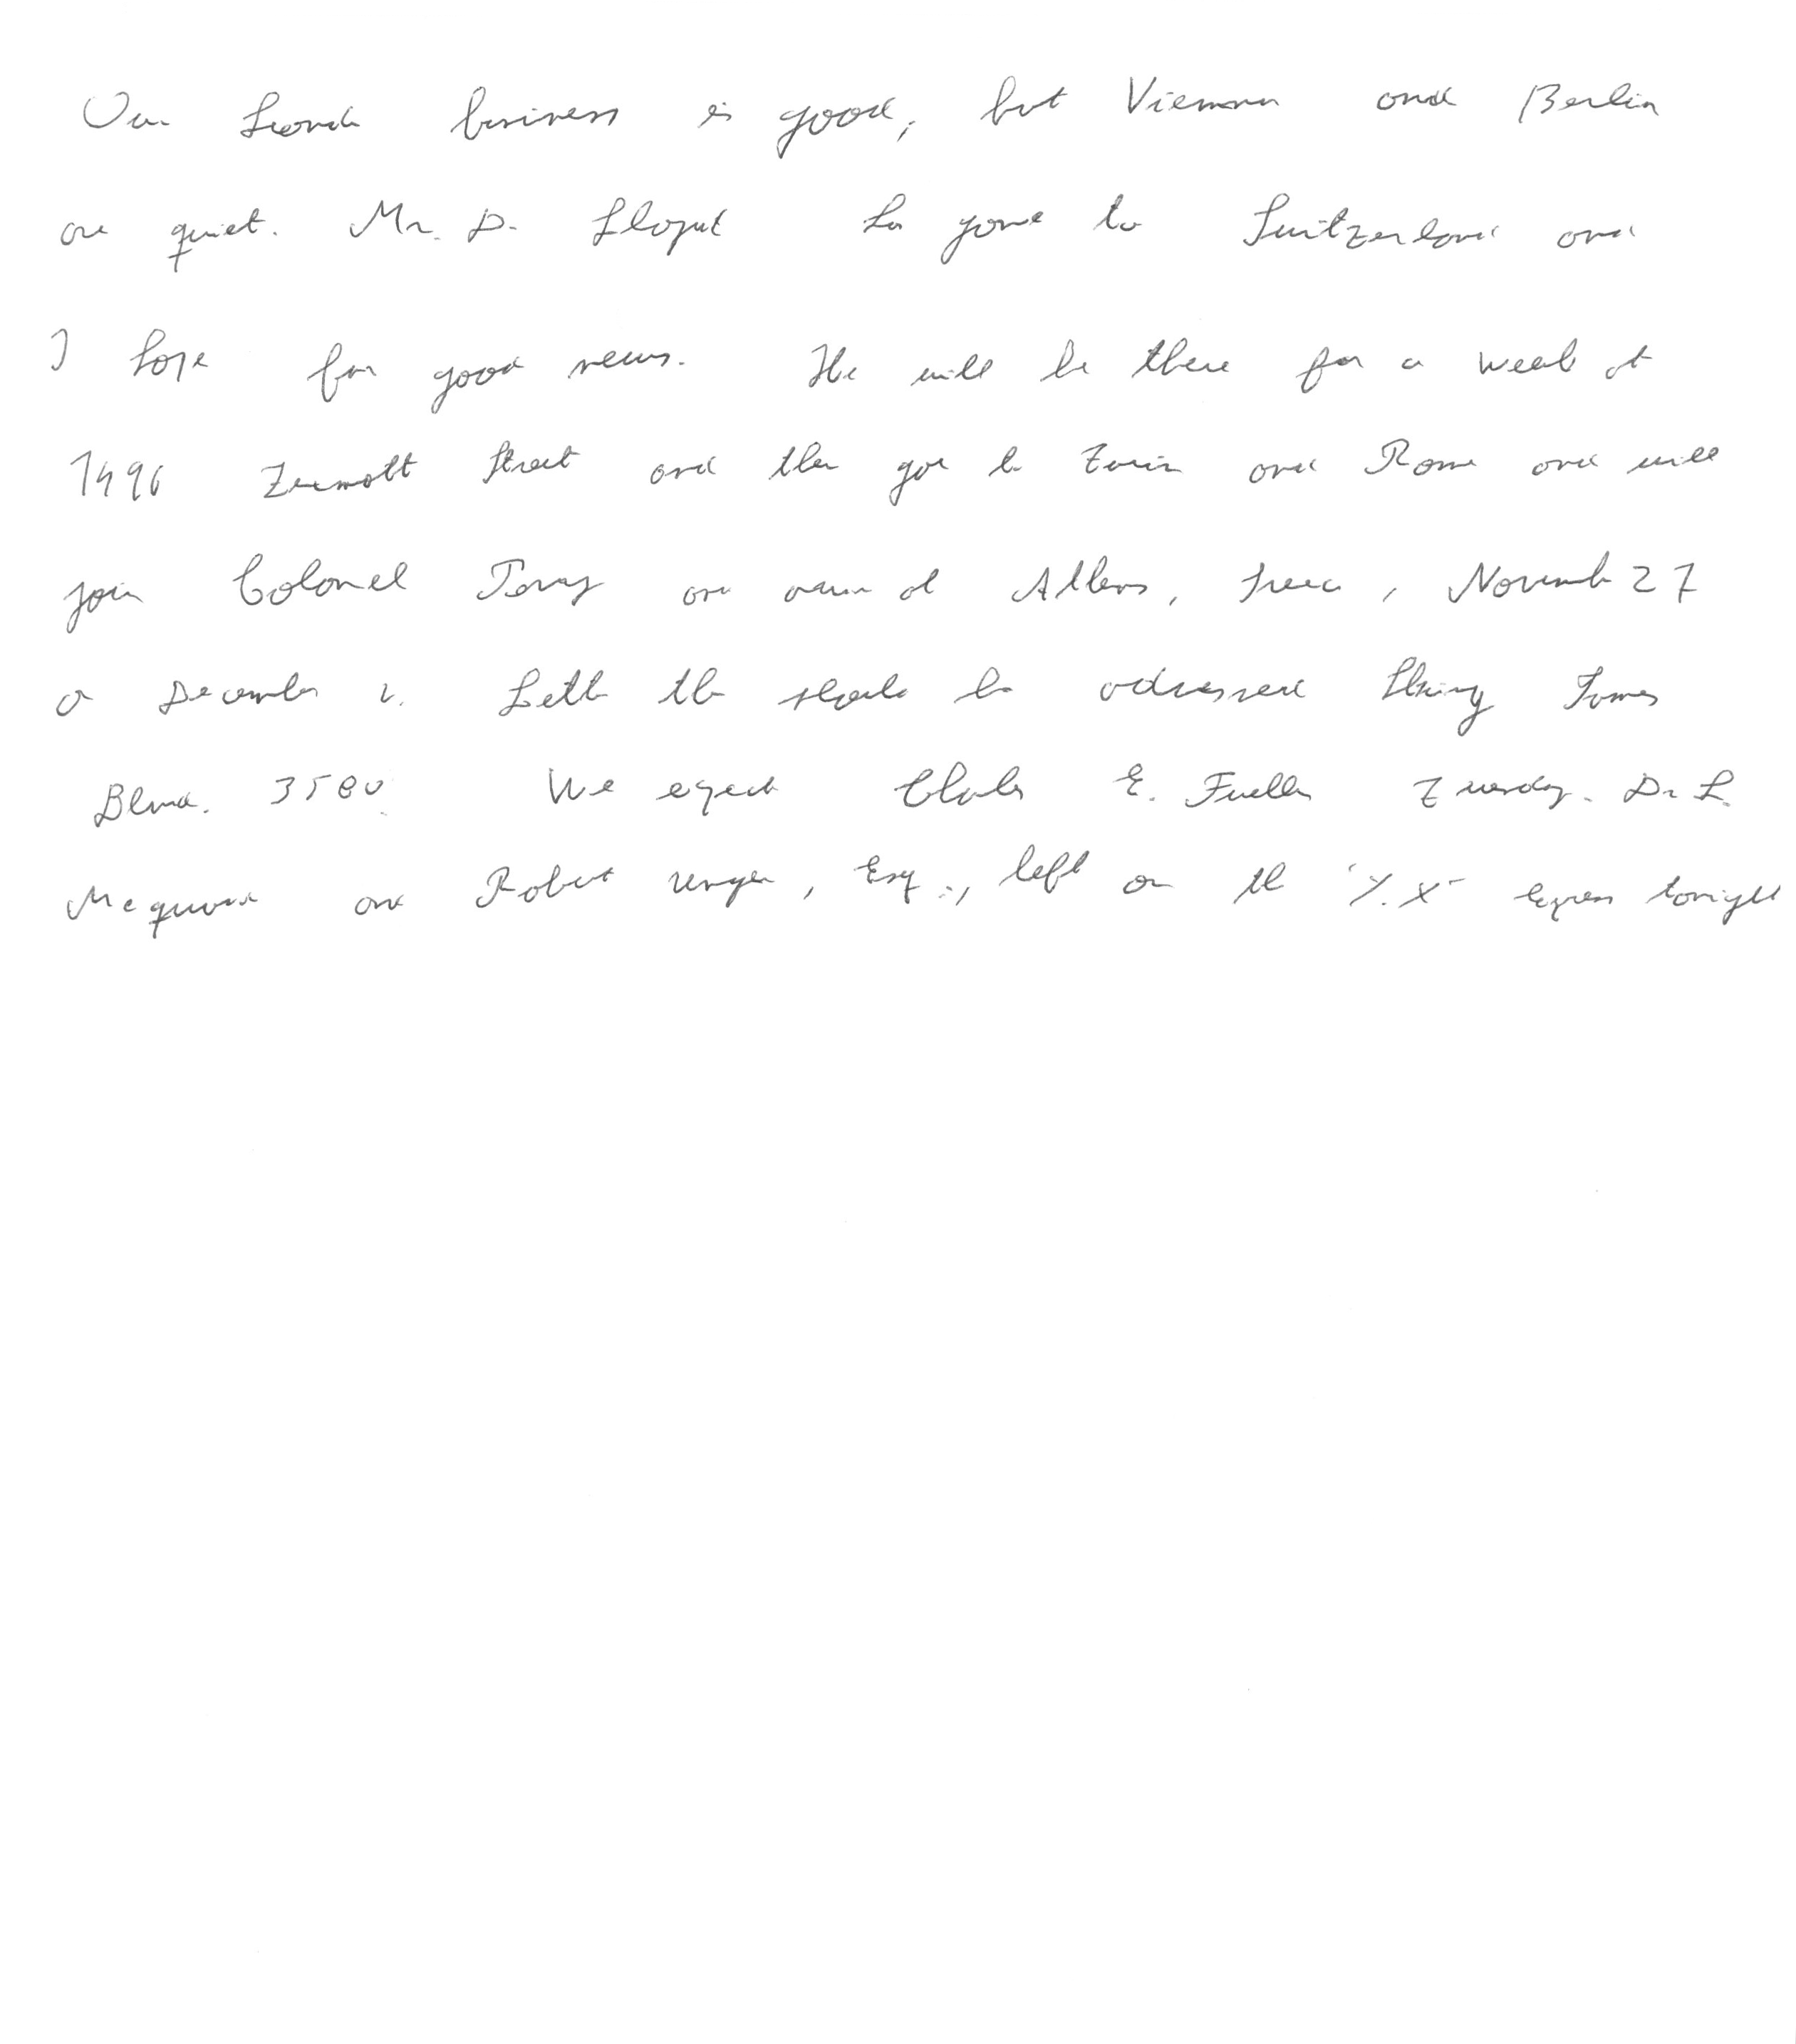 Our London business is good, but Vienna and Berlin
are quiet. Mr. D. Lloyd has gone to Switzerland and
I hope for good news. He will be there for a week at
1496 Zermott Street and then goe to Turin and Rome and will
join Colonel Parry and arrive at Athens, Greece, November 27
or December 2. Letters there should be addressed King James
Blvd. 3580. We expect Charles E. Fuller Tuesday. Dr. L.
McQuaid and Robert Unger, Esq., left on the "Y.X" Express tonight